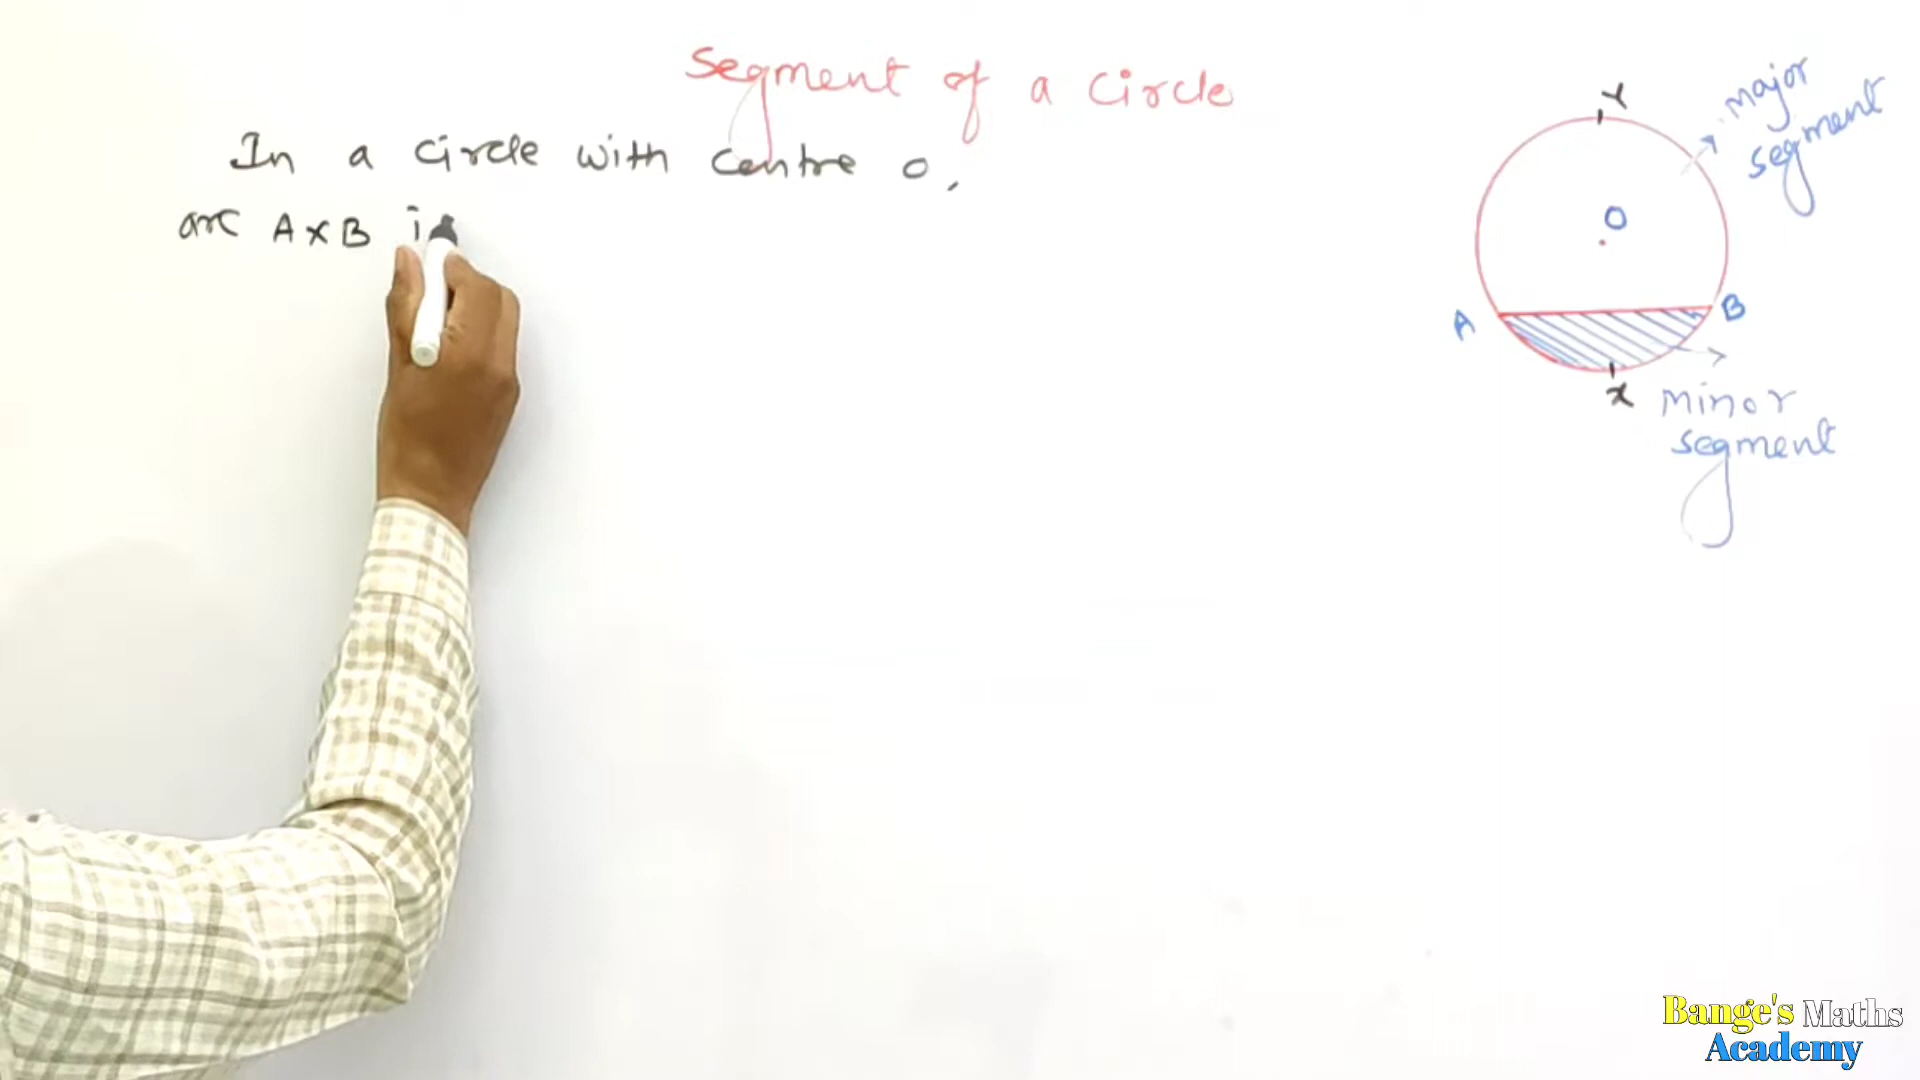 Segment of a circle
In a circle with centre O,
arc AXB i
Y
major
segment
O
A
B
X
minor
segment
Bange's Maths
Academy